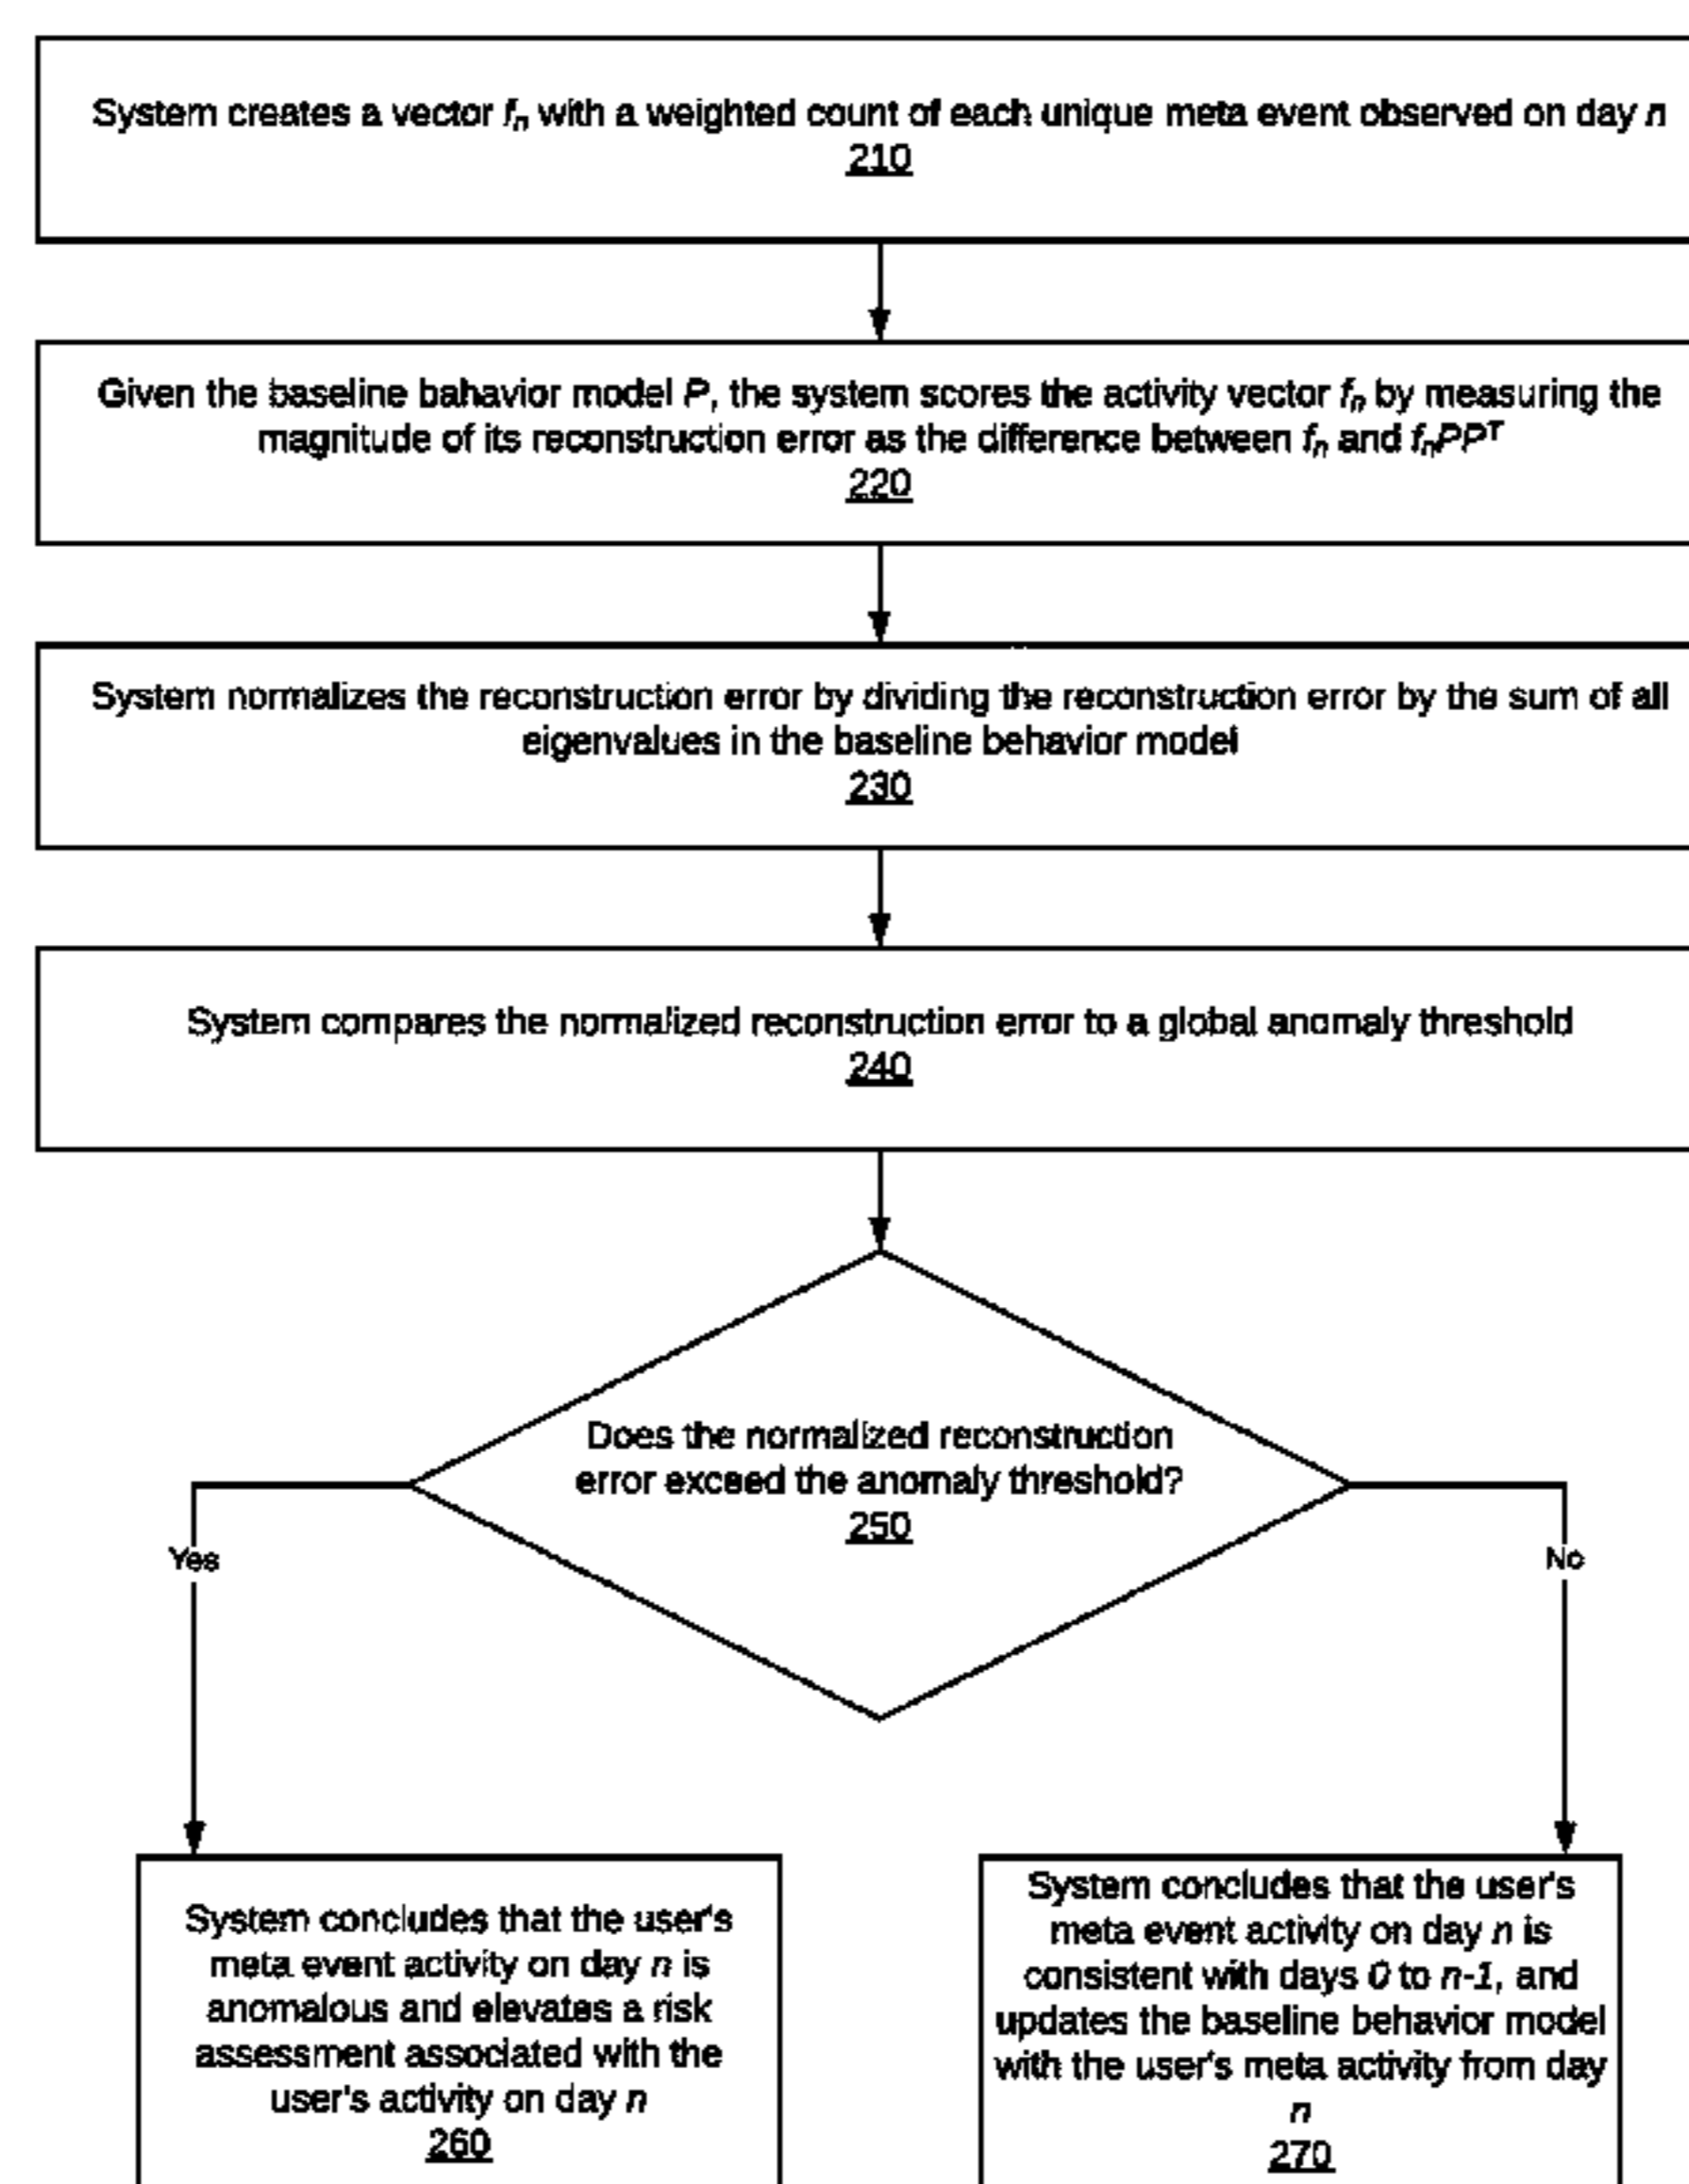 System creates a vector fn with a weighted count of each unique meta event observed on day n
210
Given the baseline bahavior model P, the system scores the activity vector fn by measuring the
magnitude of its reconstruction error as the difference between fn and fnPPᵀ
220
System normalizes the reconstruction error by dividing the reconstruction error by the sum of all
eigenvalues in the baseline behavior model
230
System compares the normalized reconstruction error to a global anomaly threshold
240
Does the normalized reconstruction
error exceed the anomaly threshold?
250
Yes
No
System concludes that the user's
meta event activity on day n is
anomalous and elevates a risk
assessment associated with the
user's activity on day n
260
System concludes that the user's
meta event activity on day n is
consistent with days 0 to n-1, and
updates the baseline behavior model
with the user's meta activity from day
n
270